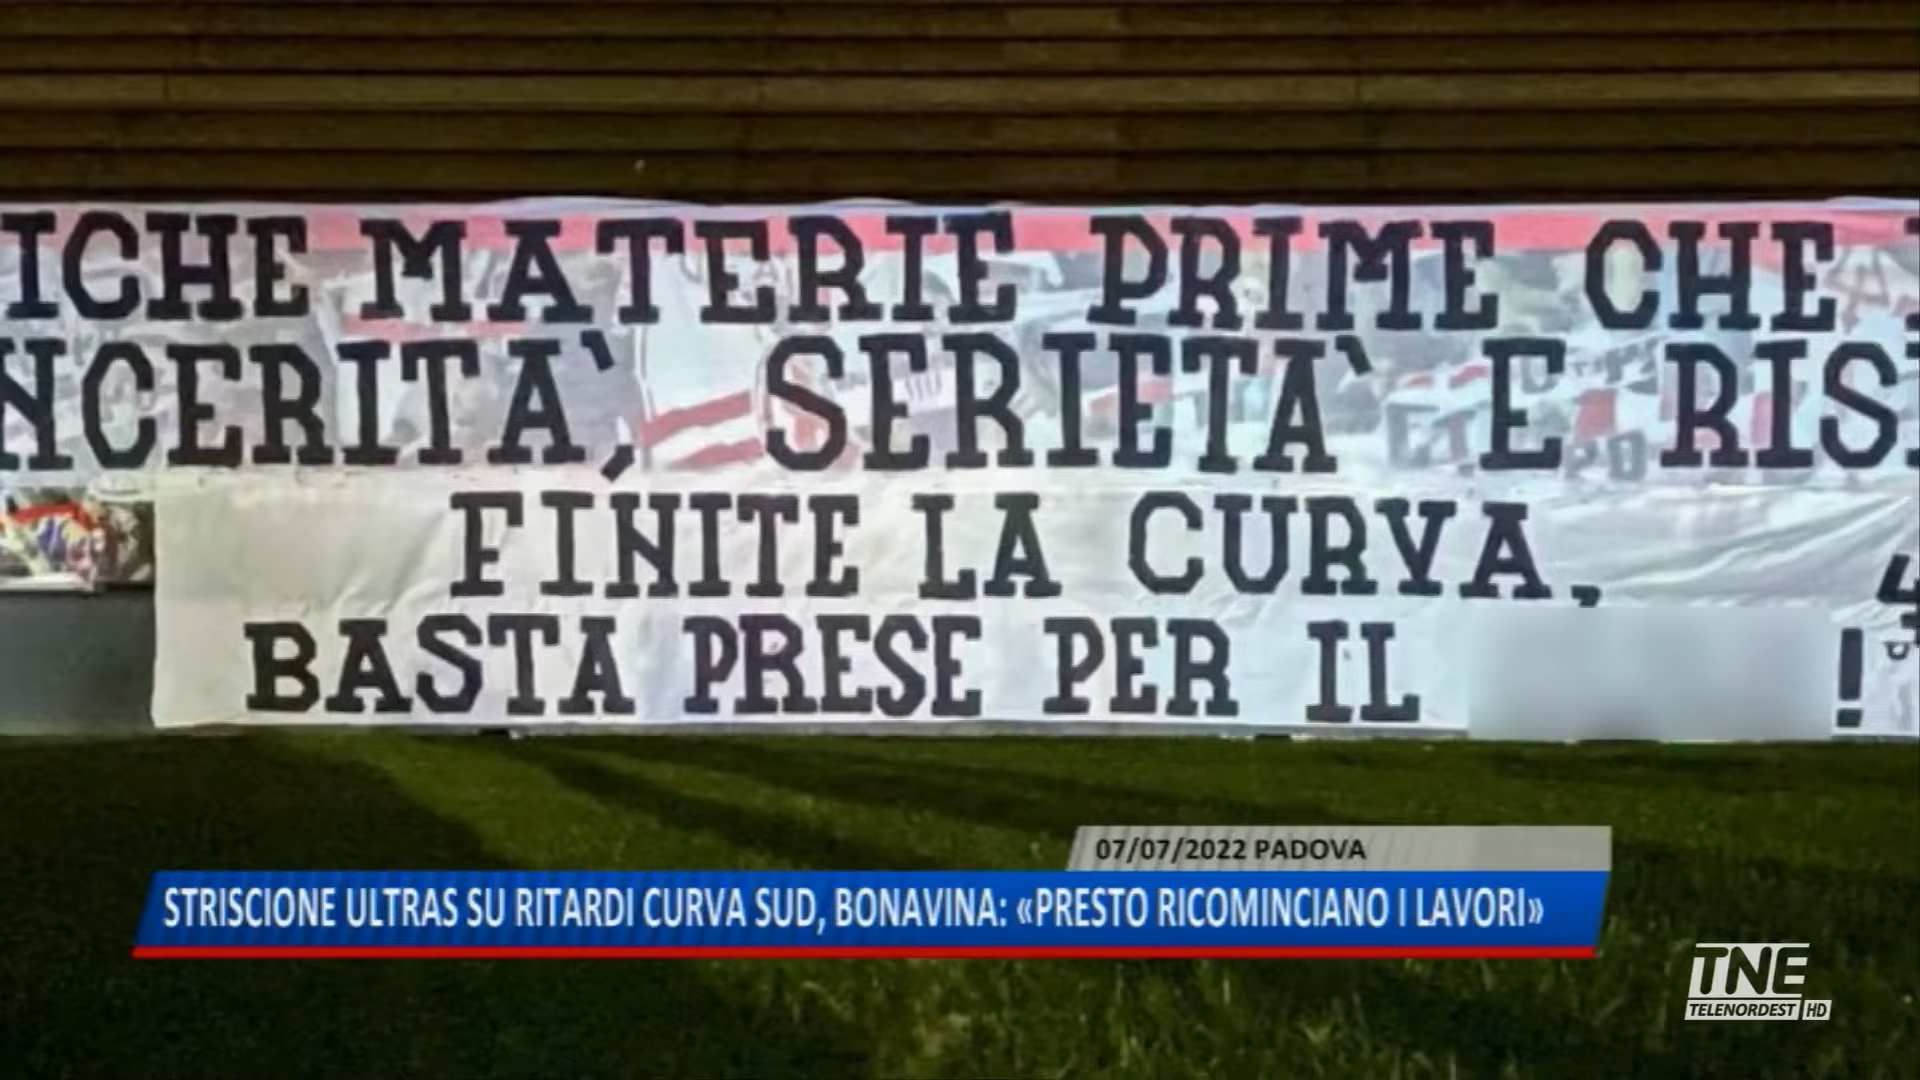 ICHE MATERIE PRIME CHE
NCERITA', SERIETA' E RIS
FINITE LA CURVA,
BASTA PRESE PER IL !
07/07/2022 PADOVA
STRISCIONE ULTRAS SU RITARDI CURVA SUD, BONAVINA: «PRESTO RICOMINCIANO I LAVORI»
TNE
TELENORDEST HD